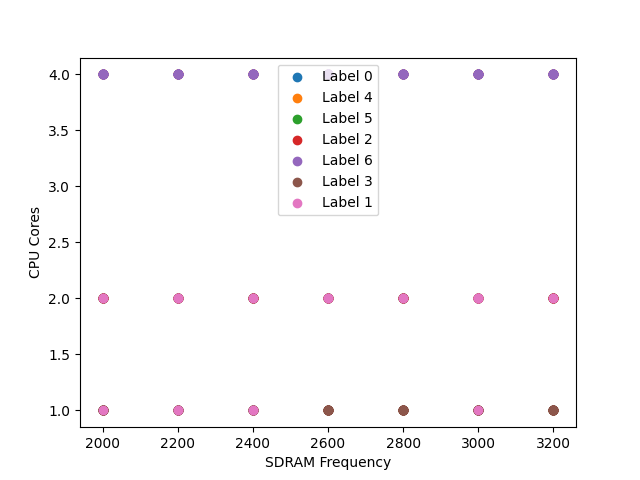 4.0
3.5
3.0
2.5
2.0
1.5
1.0
CPU Cores
Label 0
Label 4
Label 5
Label 2
Label 6
Label 3
Label 1
2000 2200 2400 2600 2800 3000 3200
SDRAM Frequency